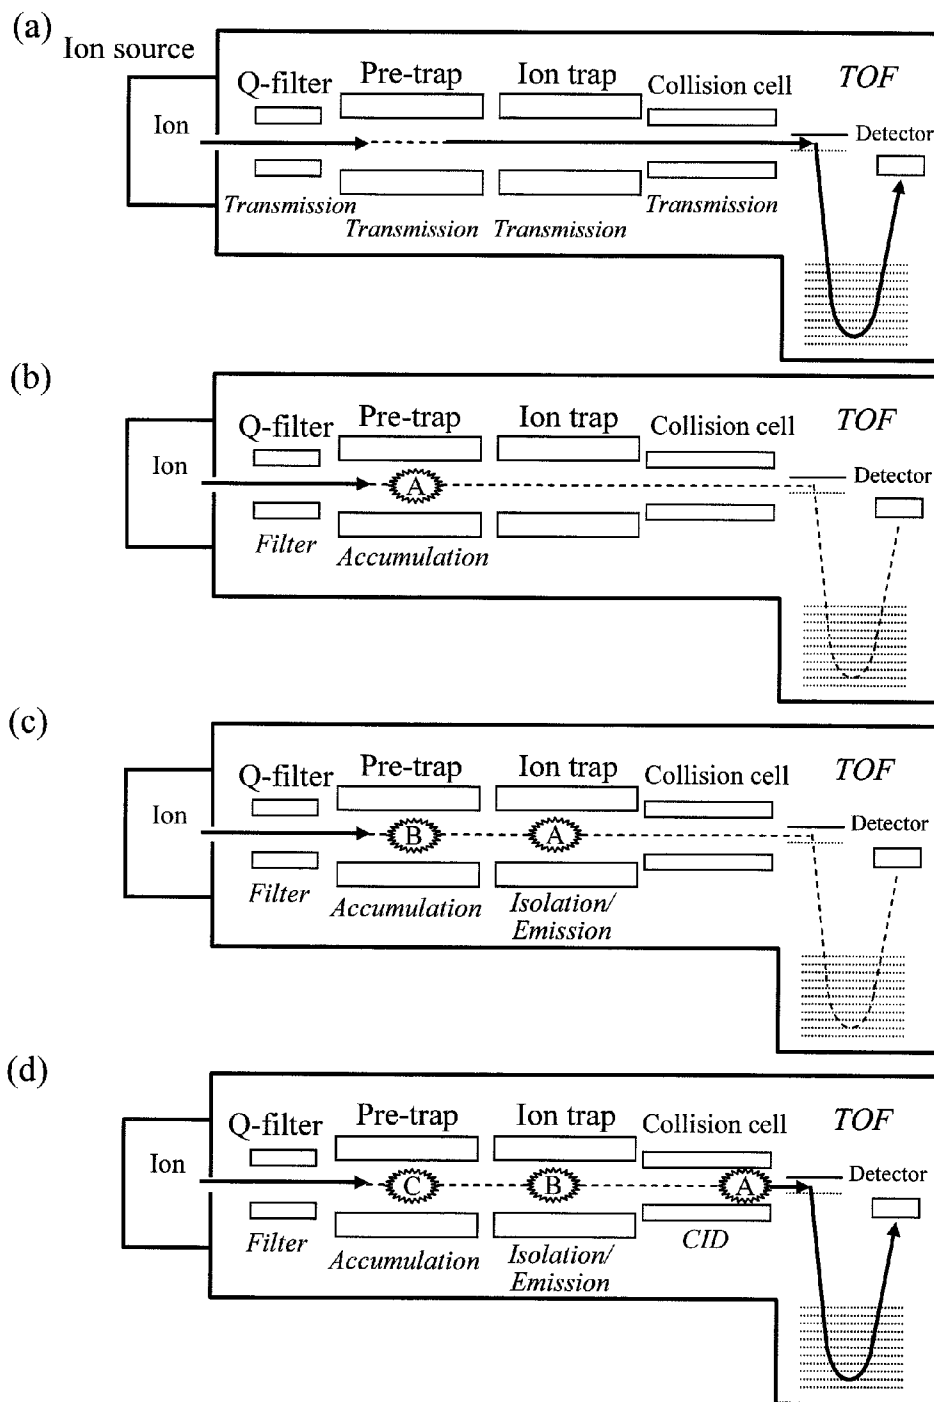 (a)
Ion source
Q-filter
Pre-trap
Ion trap
Collision cell
TOF
Ion
Detector
Transmission
Transmission
Transmission
Transmission
(b)
Q-filter
Pre-trap
Ion trap
Collision cell
TOF
Ion
A
Detector
Filter
Accumulation
(c)
Q-filter
Pre-trap
Ion trap
Collision cell
TOF
Ion
B
A
Detector
Filter
Accumulation
Isolation/
Emission
(d)
Q-filter
Pre-trap
Ion trap
Collision cell
TOF
Ion
C
B
A
Detector
Filter
Accumulation
Isolation/
Emission
CID